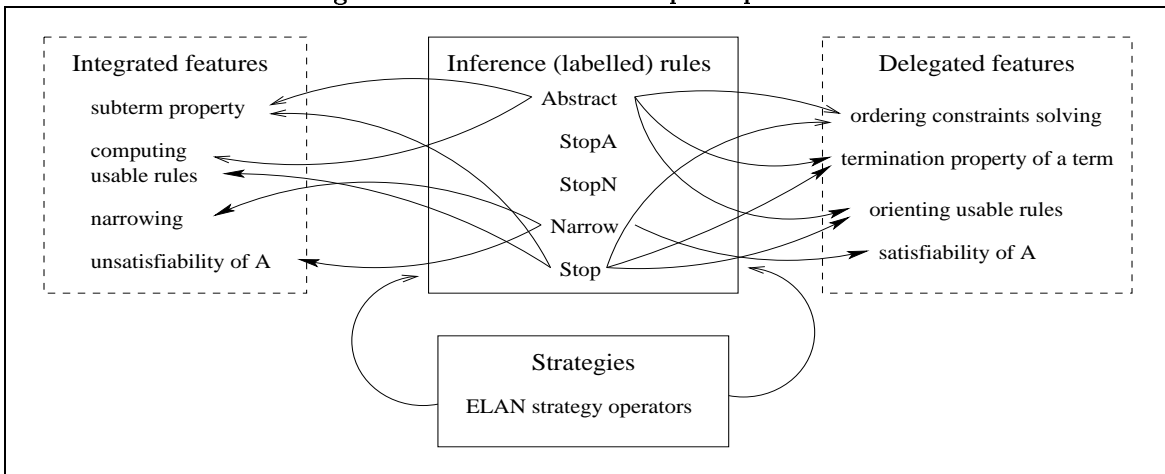 Integrated features
subterm property
computing
usable rules
narrowing
unsatisfiability of A
Inference (labelled) rules
Abstract
StopA
StopN
Narrow
Stop
Delegated features
ordering constraints solving
termination property of a term
orienting usable rules
satisfiability of A
Strategies
ELAN strategy operators